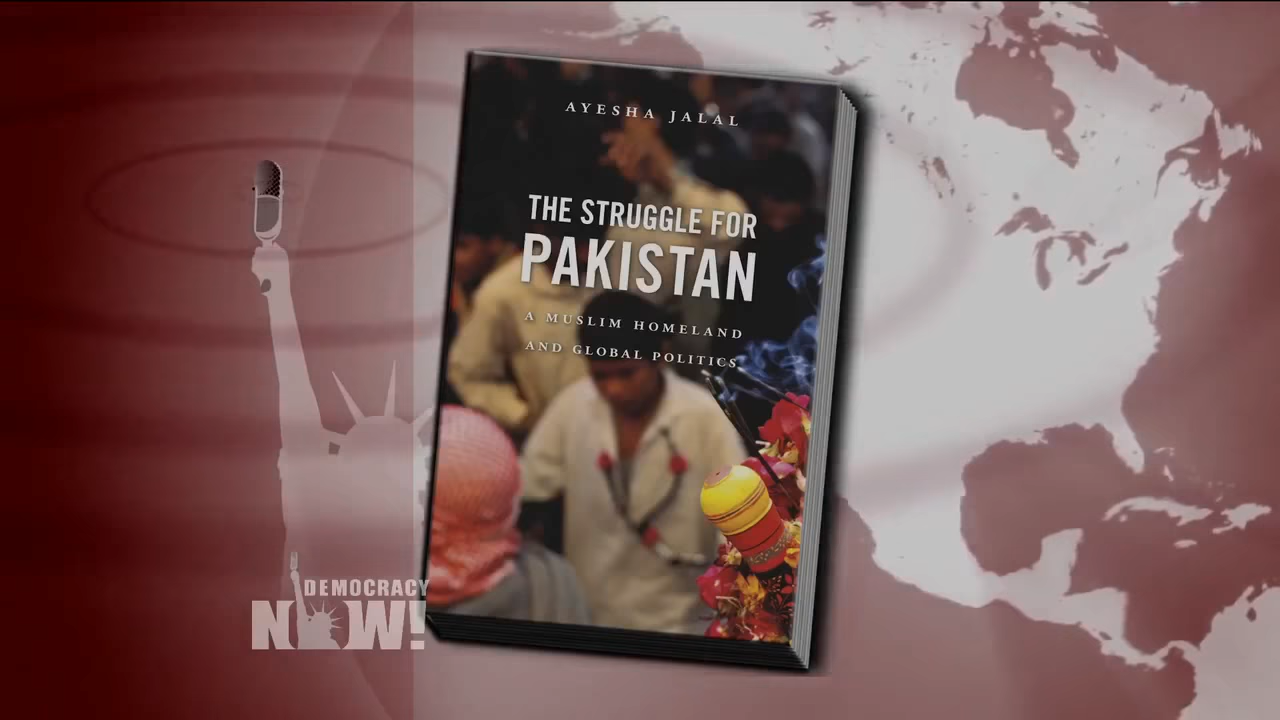 AYESHA JALAL
THE STRUGGLE FOR
PAKISTAN
A MUSLIM HOMELAND
AND GLOBAL POLITICS
DEMOCRACY
NOW!